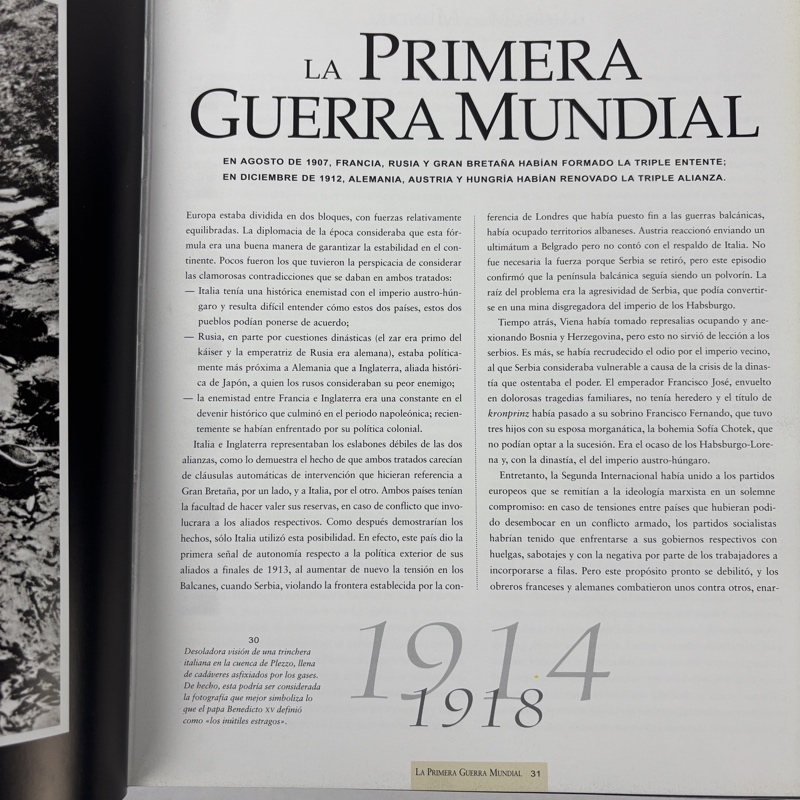 LA PRIMERA
GUERRA MUNDIAL
EN AGOSTO DE 1907, FRANCIA, RUSIA Y GRAN BRETAÑA HABÍAN FORMADO LA TRIPLE ENTENTE;
EN DICIEMBRE DE 1912, ALEMANIA, AUSTRIA Y HUNGRÍA HABÍAN RENOVADO LA TRIPLE ALIANZA.
Europa estaba dividida en dos bloques, con fuerzas relativamente
equilibradas. La diplomacia de la época consideraba que esta fór-
mula era una buena manera de garantizar la estabilidad en el con-
tinente. Pocos fueron los que tuvieron la perspicacia de considerar
las clamorosas contradicciones que se daban en ambos tratados:
— Italia tenía una histórica enemistad con el imperio austro-hún-
garo y resulta difícil entender cómo estos dos países, estos dos
pueblos podían ponerse de acuerdo;
— Rusia, en parte por cuestiones dinásticas (el zar era primo del
káiser y la emperatriz de Rusia era alemana), estaba política-
mente más próxima a Alemania que a Inglaterra, aliada históri-
ca de Japón, a quien los rusos consideraban su peor enemigo;
— la enemistad entre Francia e Inglaterra era una constante en el
devenir histórico que culminó en el periodo napoleónica; recien-
temente se habían enfrentado por su política colonial.
Italia e Inglaterra representaban los eslabones débiles de las dos
alianzas, como lo demuestra el hecho de que ambos tratados carecían
de cláusulas automáticas de intervención que hicieran referencia a
Gran Bretaña, por un lado, y a Italia, por el otro. Ambos países tenían
la facultad de hacer valer sus reservas, en caso de conflicto que invo-
lucrara a los aliados respectivos. Como después demostrarían los
hechos, sólo Italia utilizó esta posibilidad. En efecto, este país dio la
primera señal de autonomía respecto a la política exterior de sus
aliados a finales de 1913, al aumentar de nuevo la tensión en los
Balcanes, cuando Serbia, violando la frontera establecida por la con-
ferencia de Londres que había puesto fin a las guerras balcánicas,
había ocupado territorios albaneses. Austria reaccionó enviando un
ultimátum a Belgrado pero no contó con el respaldo de Italia. No
fue necesaria la fuerza porque Serbia se retiró, pero este episodio
confirmó que la península balcánica seguía siendo un polvorín. La
raíz del problema era la agresividad de Serbia, que podía convertir-
se en una mina disgregadora del imperio de los Habsburgo.
Tiempo atrás, Viena había tomado represalias ocupando y ane-
xionando Bosnia y Herzegovina, pero esto no sirvió de lección a los
serbios. Es más, se había recrudecido el odio por el imperio vecino,
al que Serbia consideraba vulnerable a causa de la crisis de la dinas-
tía que ostentaba el poder. El emperador Francisco José, envuelto
en dolorosas tragedias familiares, no tenía heredero y el título de
kronprinz había pasado a su sobrino Francisco Fernando, que tuvo
tres hijos con su esposa morganática, la bohemia Sofía Chotek, que
no podían optar a la sucesión. Era el ocaso de los Habsburgo-Lore-
na y, con la dinastía, el del imperio austro-húngaro.
Entretanto, la Segunda Internacional había unido a los partidos
europeos que se remitían a la ideología marxista en un solemne
compromiso: en caso de tensiones entre países que hubieran podi-
do desembocar en un conflicto armado, los partidos socialistas
habrían tenido que enfrentarse a sus gobiernos respectivos con
huelgas, sabotajes y con la negativa por parte de los trabajadores a
incorporarse a filas. Pero este propósito pronto se debilitó, y los
obreros franceses y alemanes combatieron unos contra otros, enar-
30
Desoladora visión de una trinchera
italiana en la cuenca de Plezzo, llena
de cadáveres asfixiados por los gases.
De hecho, esta podría ser considerada
la fotografía que mejor simboliza lo
que el papa Benedicto XV definió
como «los inútiles estragos».
1914
1918
LA PRIMERA GUERRA MUNDIAL 31